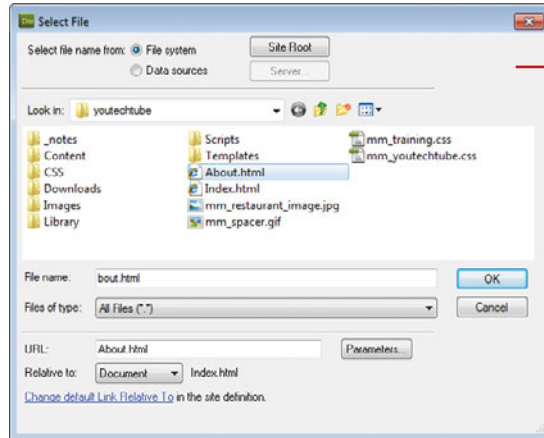 Dw Select File
Select file name from: File system Site Root
Data sources Server...
Look in: youtechtube
_notes
Content
CSS
Downloads
Images
Library
Scripts
Templates
About.html
Index.html
mm_restaurant_image.jpg
mm_spacer.gif
mm_training.css
mm_youtechtube.css
File name: bout.html OK
Files of type: All Files (*.*) Cancel
URL: About.html Parameters...
Relative to: Document Index.html
Change default Link Relative To in the site definition.